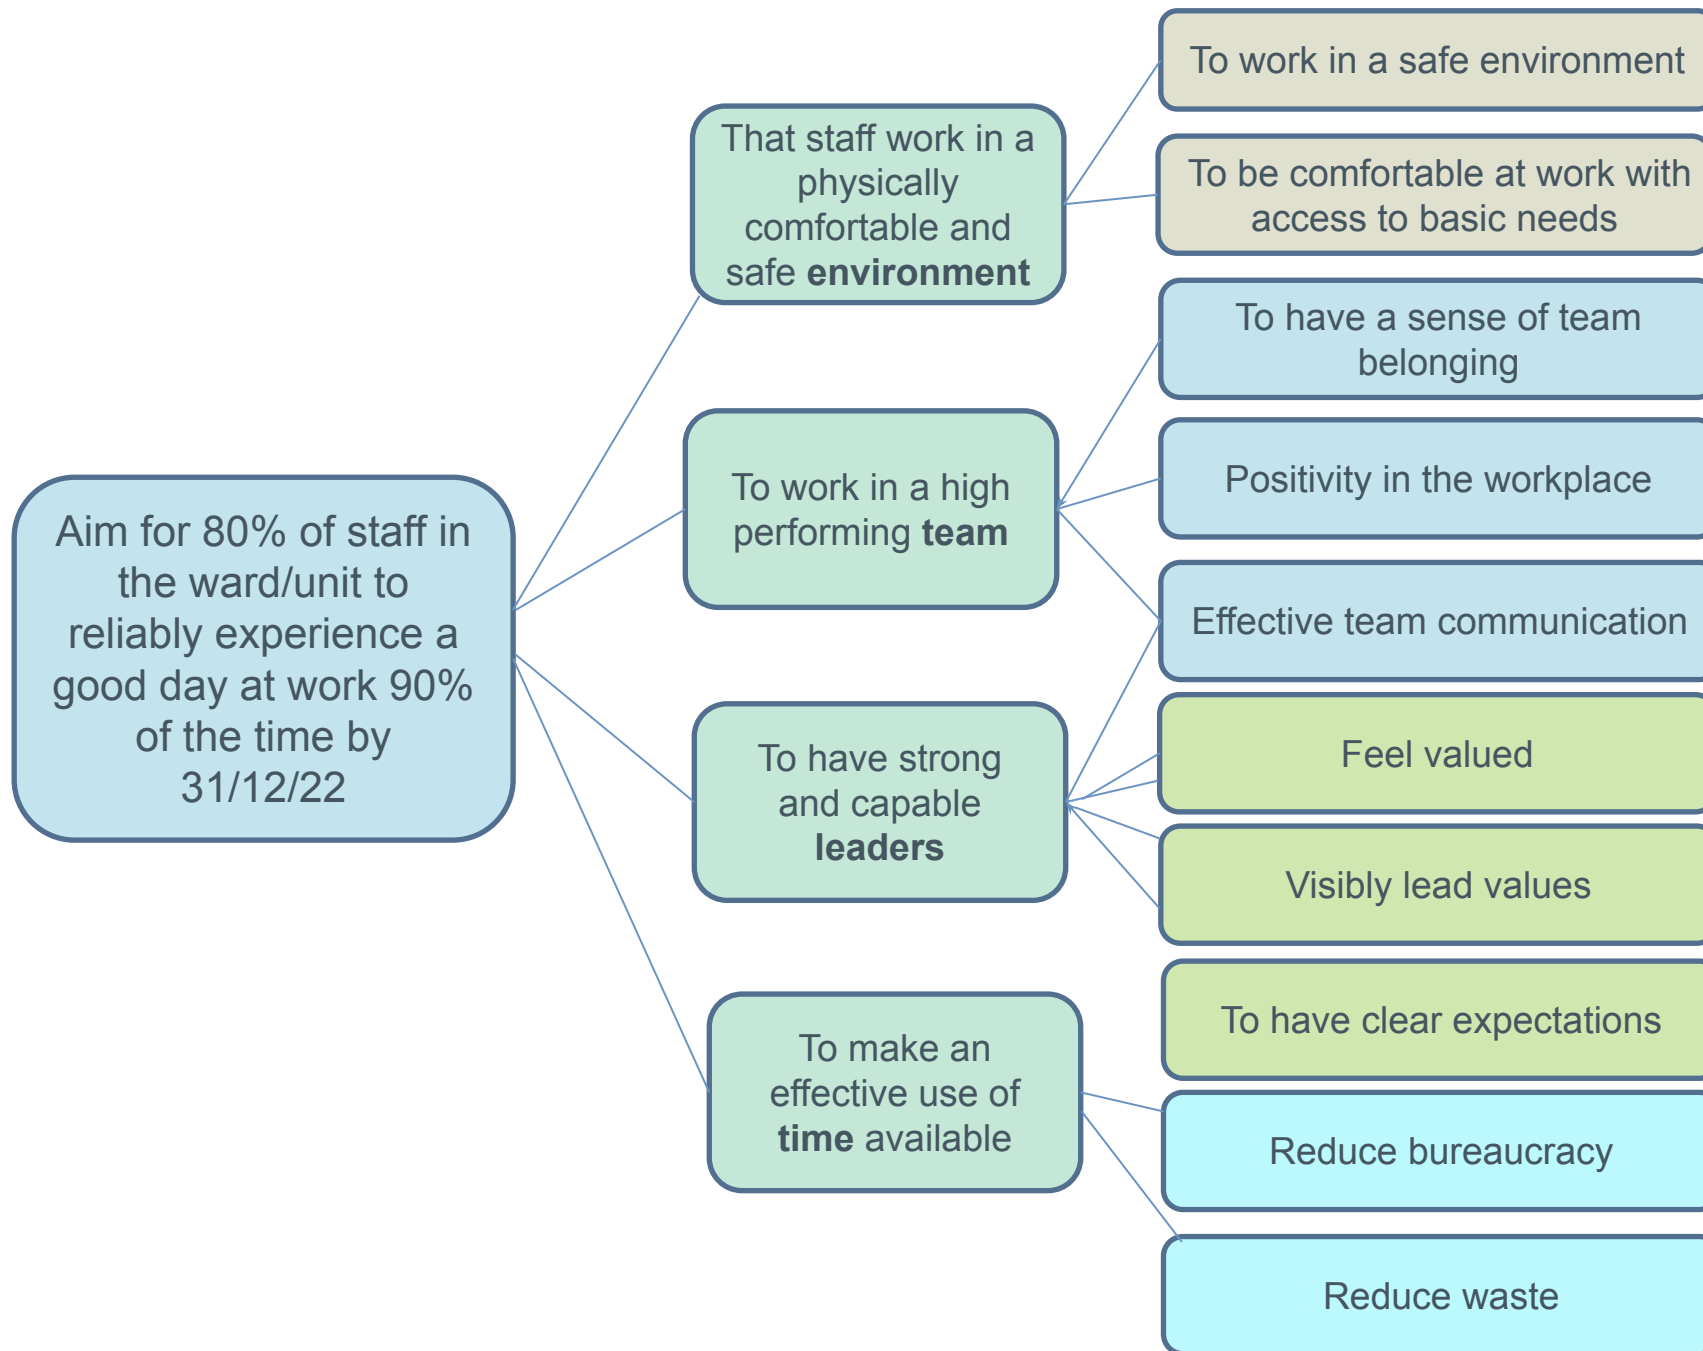 Aim for 80% of staff in
the ward/unit to
reliably experience a
good day at work 90%
of the time by
31/12/22
That staff work in a
physically
comfortable and
safe environment
To work in a high
performing team
To have strong
and capable
leaders
To make an
effective use of
time available
To work in a safe environment
To be comfortable at work with
access to basic needs
To have a sense of team
belonging
Positivity in the workplace
Effective team communication
Feel valued
Visibly lead values
To have clear expectations
Reduce bureaucracy
Reduce waste